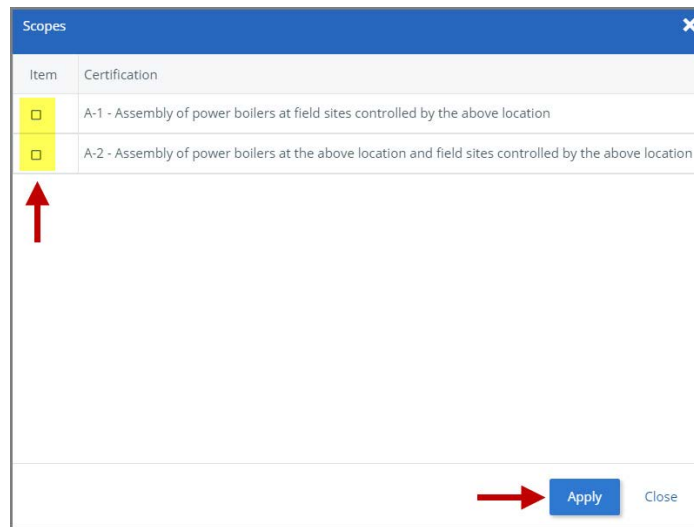 Scopes
Item Certification
A-1 - Assembly of power boilers at field sites controlled by the above location
A-2 - Assembly of power boilers at the above location and field sites controlled by the above location
Apply Close